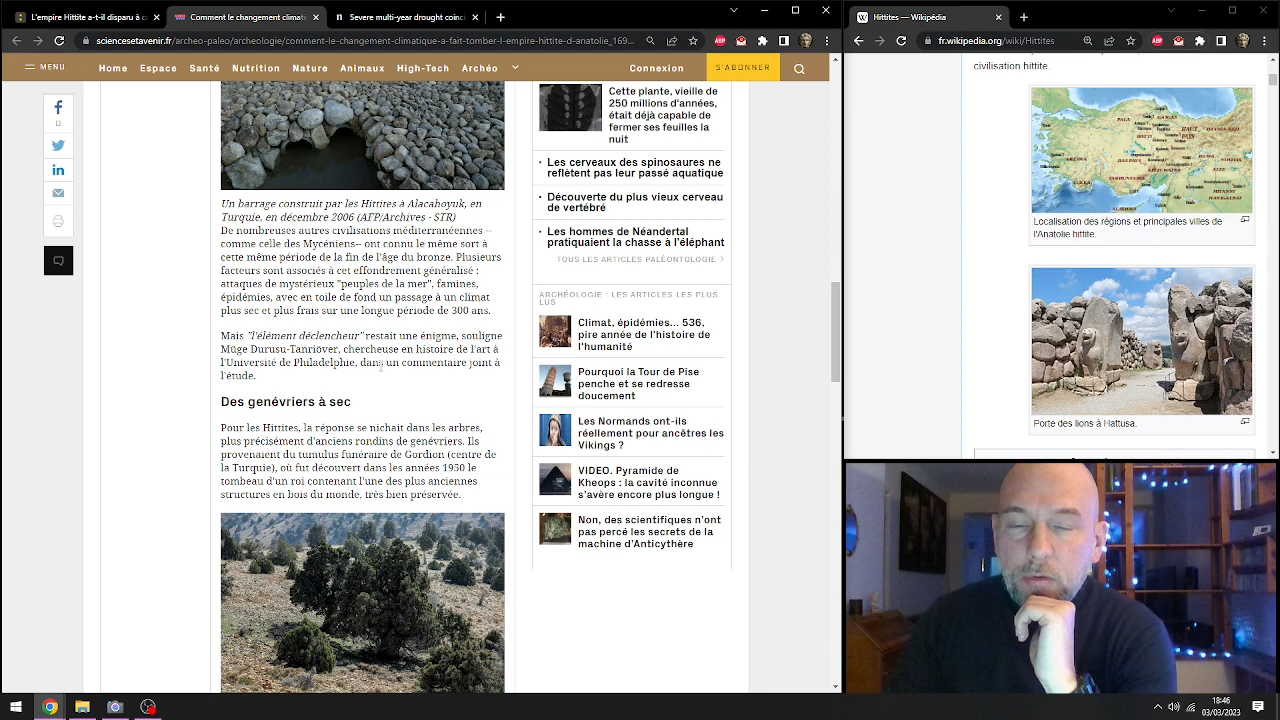 L'empire Hittite a-t-il disparu à c
Comment le changement climatic
Severe multi-year drought coinci
Hittites — Wikipédia
sciencesetavenir.fr/archeo-paleo/archeologie/comment-le-changement-climatique-a-ebranle-l-empire-hittite-d-anatolie_169...
fr.wikipedia.org/wiki/Hittites
MENU
Home
Espace
Santé
Nutrition
Nature
Animaux
High-Tech
Archéo
Connexion
S'ABONNER
Un barrage construit par les Hittites à Alacahoyuk, en
Turquie, en décembre 2006 (AFP/Archives - STR)
De nombreuses autres civilisations méditerranéennes --
comme celle des Mycéniens-- ont connu le même sort à
cette même période de la fin de l'âge du bronze. Plusieurs
facteurs sont associés à cet effondrement généralisé :
attaques de mystérieux "peuples de la mer", famines,
épidémies, avec en toile de fond un passage à un climat
plus sec et plus frais sur une longue période de 300 ans.
Mais "l'élément déclencheur" restait une énigme, souligne
Müge Durusu-Tanriöver, chercheuse en histoire de l'art à
l'Université de Philadelphie, dans un commentaire joint à
l'étude.
Des genévriers à sec
Pour les Hittites, la réponse se nichait dans les arbres,
plus précisément d'anciens rondins de genévriers. Ils
provenaient du tumulus funéraire de Gordion (centre de
la Turquie), où fut découvert dans les années 1950 le
tombeau d'un roi contenant l'une des plus anciennes
structures en bois du monde, très bien préservée.
Cette plante, vieille de
250 millions d'années,
était déjà capable de
fermer ses feuilles la
nuit
Les cerveaux des spinosaures ne
reflètent pas leur passé aquatique
Découverte du plus vieux cerveau
de vertébré
Les hommes de Néandertal
pratiquaient la chasse à l'éléphant
TOUS LES ARTICLES PALÉONTOLOGIE
ARCHÉOLOGIE : LES ARTICLES LES PLUS
LUS
Climat, épidémies... 536,
pire année de l'histoire de
l'humanité
Pourquoi la Tour de Pise
penche et se redresse
doucement
Les Normands ont-ils
réellement pour ancêtres les
Vikings ?
VIDEO. Pyramide de
Kheops : la cavité inconnue
s'avère encore plus longue !
Non, des scientifiques n'ont
pas percé les secrets de la
machine d'Anticythère
civilisation hittite.
PALA
HATTI
HAUT
PAYS
ARZAWA
KIZZUWATNA
TARHUNTASSA
ALASHIYA
Localisation des régions et principales villes de
l'Anatolie hittite.
Porte des lions à Hattusa.
18:46
03/03/2023